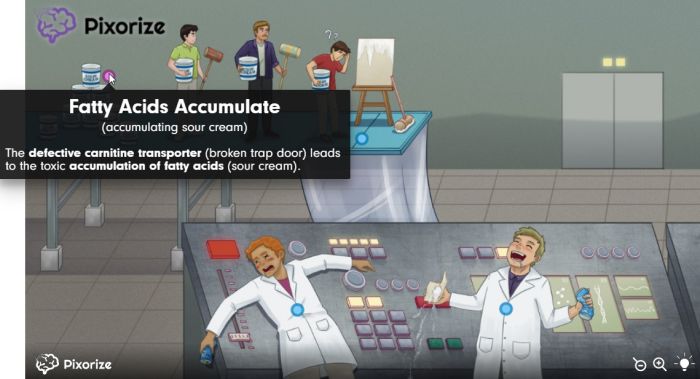 Pixorize
??
Fatty Acids Accumulate
(accumulating sour cream)
The defective carnitine transporter (broken trap door) leads
to the toxic accumulation of fatty acids (sour cream).
Pixorize